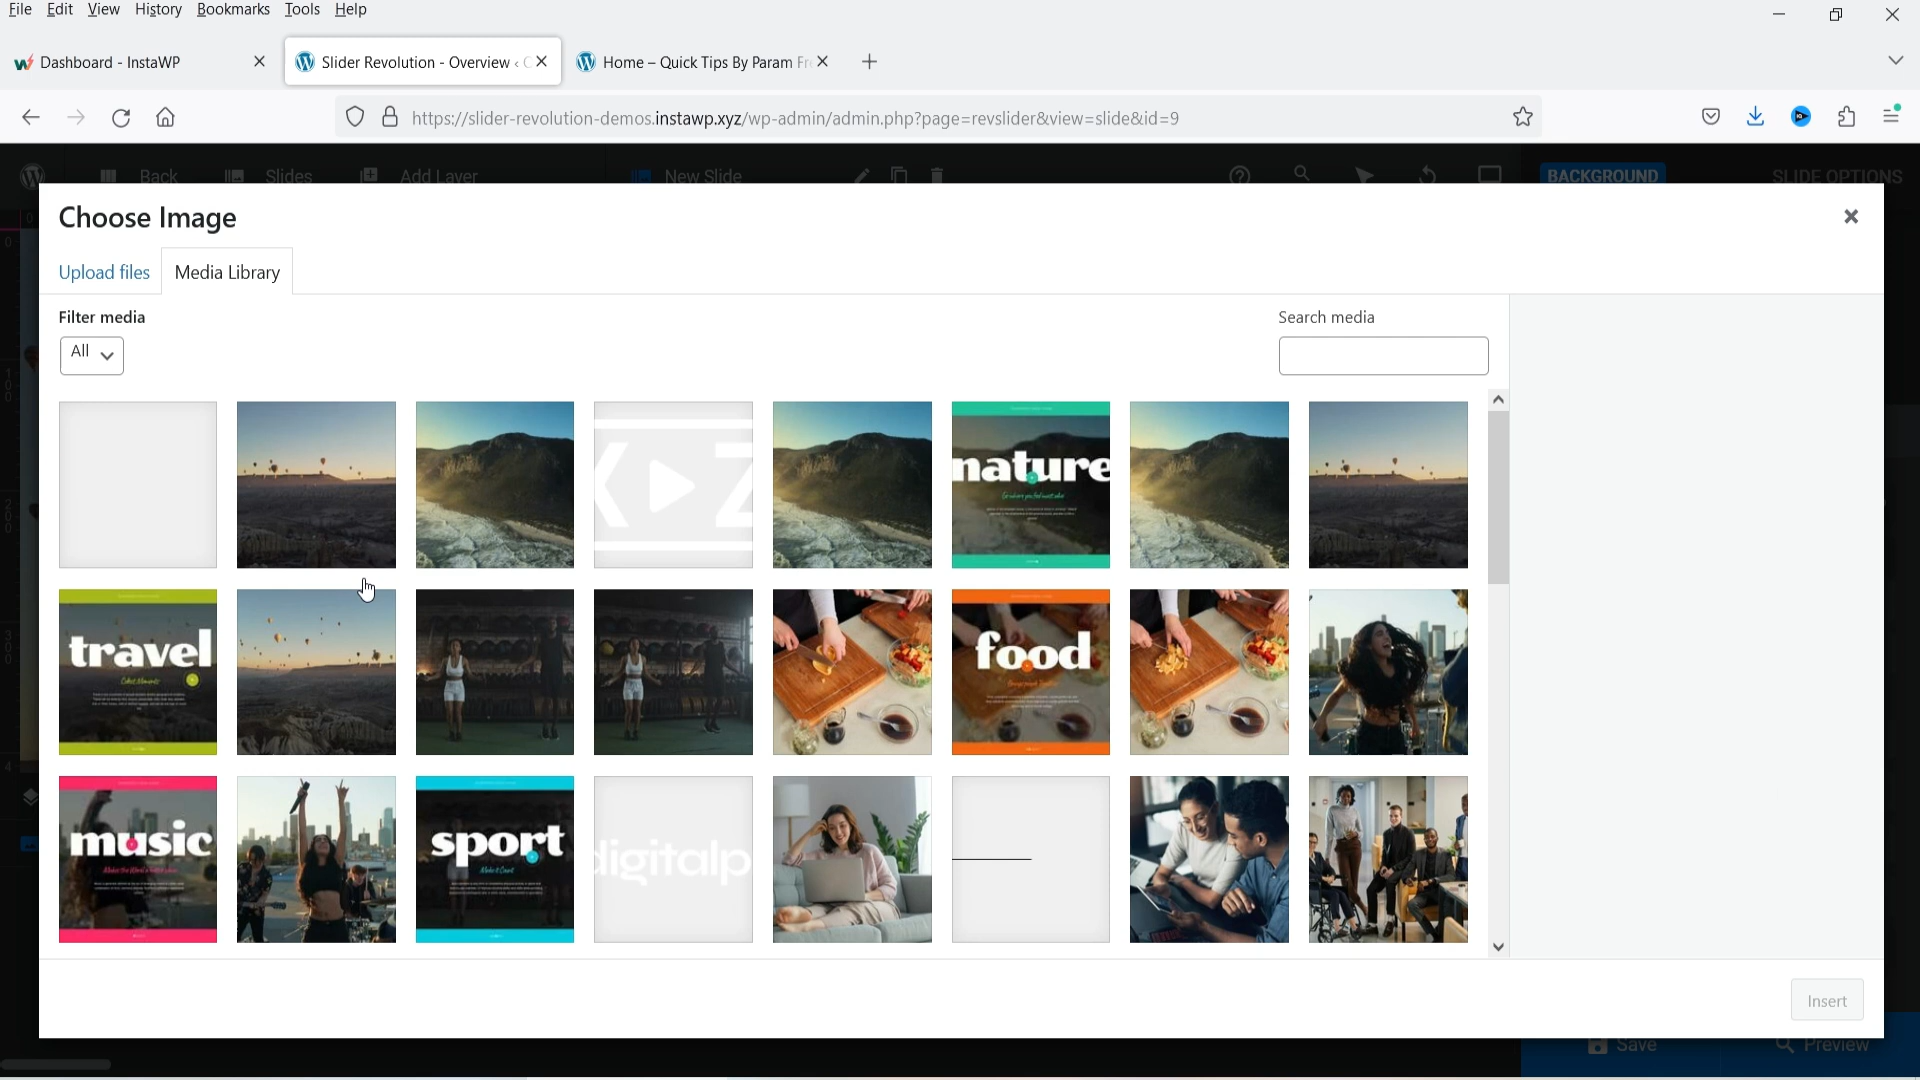 File Edit View History Bookmarks Tools Help
Dashboard - InstaWP
Slider Revolution - Overview ‹
Home – Quick Tips By Param Fr
https://slider-revolution-demos.instawp.xyz/wp-admin/admin.php?page=revslider&view=slide&id=9
Back Slides Add Layer New Slide BACKGROUND SLIDE OPTIONS
Choose Image
Upload files Media Library
Filter media
All
Search media
nature
travel
food
music
sport
digitalp
Insert
Save Preview